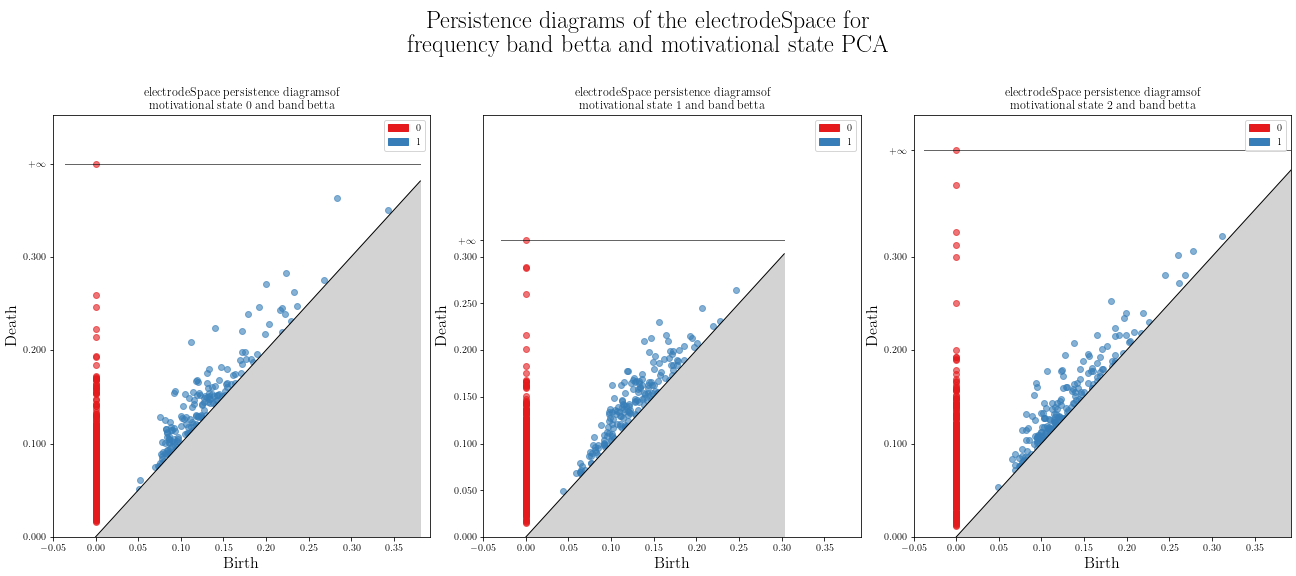 Persistence diagrams of the electrodeSpace for
frequency band betta and motivational state PCA
electrodeSpace persistence diagramsof
motivational state 0 and band betta
0
1
+∞
0.300
0.200
0.100
0.000
Death
−0.05 0.00 0.05 0.10 0.15 0.20 0.25 0.30 0.35
Birth
electrodeSpace persistence diagramsof
motivational state 1 and band betta
0
1
+∞
0.300
0.250
0.200
0.150
0.100
0.050
0.000
Death
−0.05 0.00 0.05 0.10 0.15 0.20 0.25 0.30 0.35
Birth
electrodeSpace persistence diagramsof
motivational state 2 and band betta
0
1
+∞
0.300
0.200
0.100
0.000
Death
−0.05 0.00 0.05 0.10 0.15 0.20 0.25 0.30 0.35
Birth